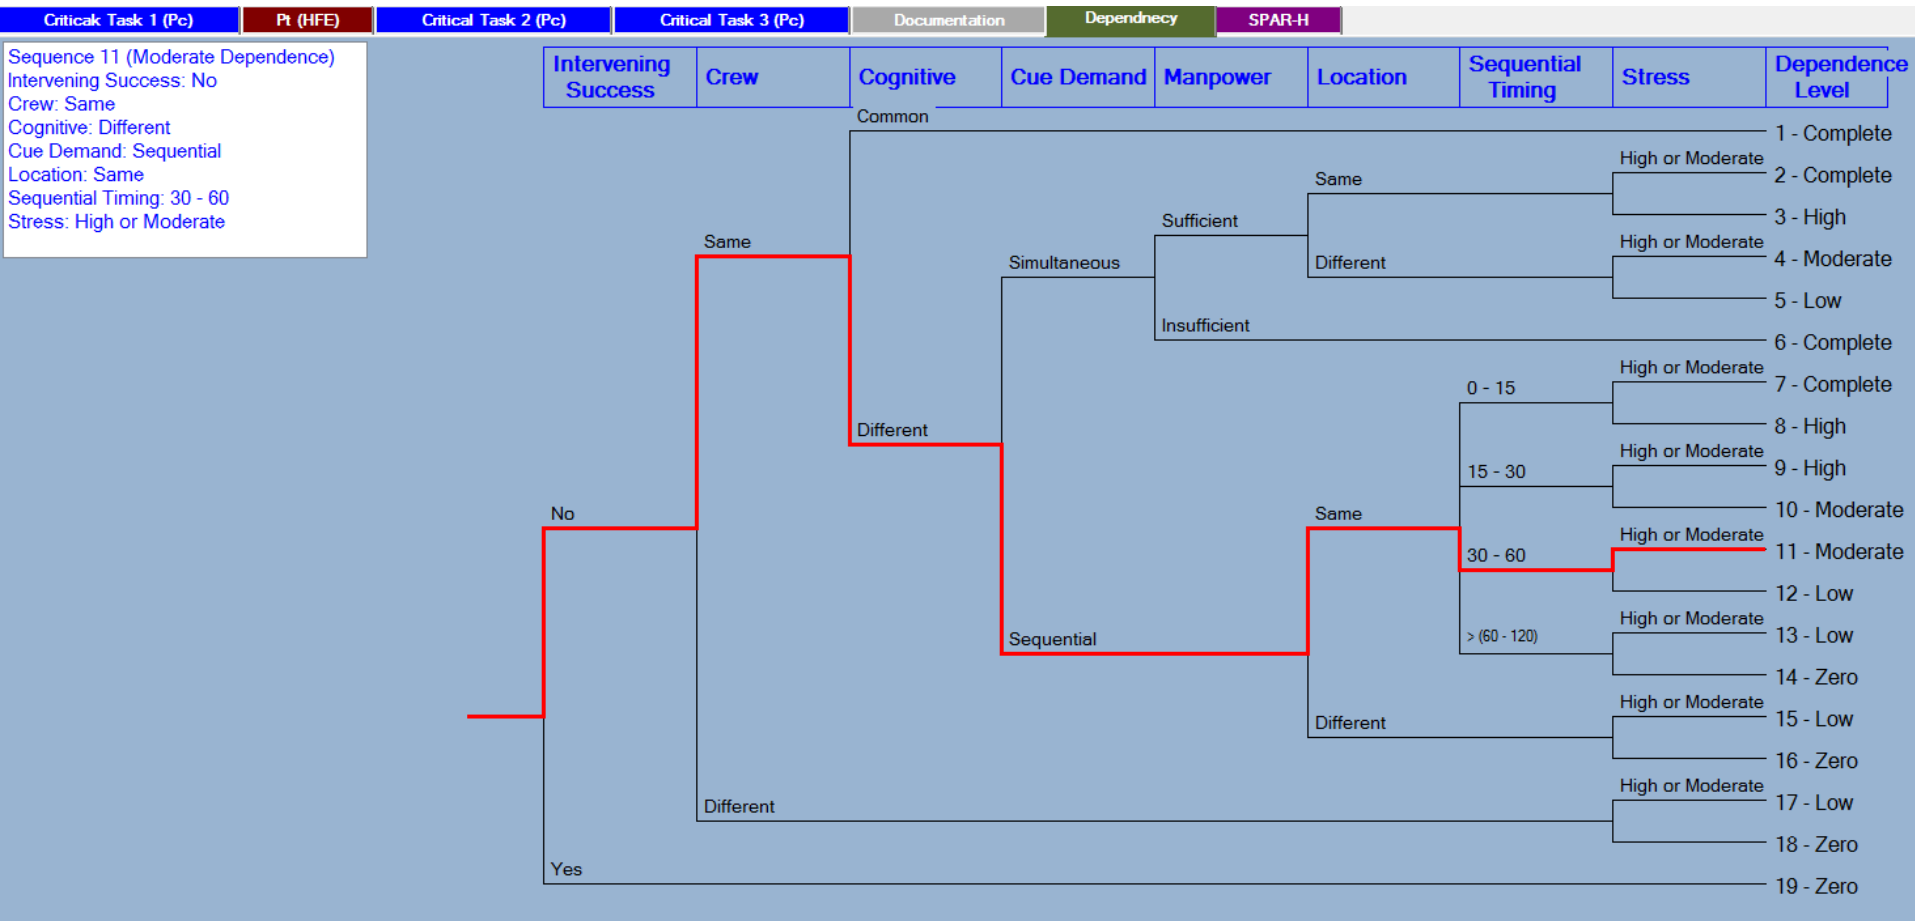 Criticak Task 1 (Pc)
Pt (HFE)
Critical Task 2 (Pc)
Critical Task 3 (Pc)
Documentation
Dependnecy
SPAR-H
Sequence 11 (Moderate Dependence)
Intervening Success: No
Crew: Same
Cognitive: Different
Cue Demand: Sequential
Location: Same
Sequential Timing: 30 - 60
Stress: High or Moderate
Intervening
Success
Crew
Cognitive
Cue Demand
Manpower
Location
Sequential
Timing
Stress
Dependence
Level
Common
1 - Complete
High or Moderate
2 - Complete
Same
3 - High
Sufficient
Same
High or Moderate
4 - Moderate
Simultaneous
Different
5 - Low
Insufficient
6 - Complete
High or Moderate
7 - Complete
0 - 15
Different
8 - High
High or Moderate
9 - High
15 - 30
No
Same
10 - Moderate
High or Moderate
11 - Moderate
30 - 60
12 - Low
High or Moderate
13 - Low
Sequential
> (60 - 120)
14 - Zero
High or Moderate
15 - Low
Different
16 - Zero
High or Moderate
17 - Low
Different
18 - Zero
Yes
19 - Zero